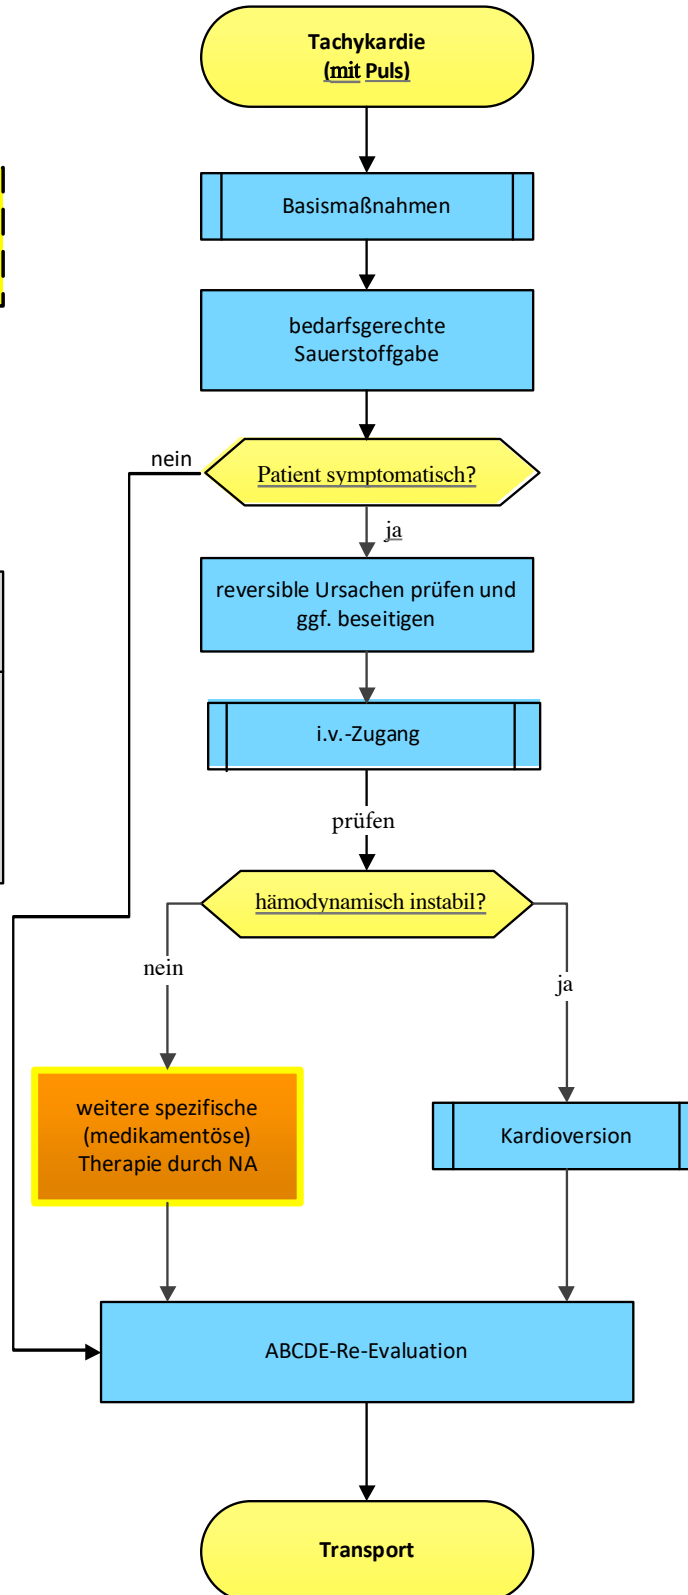 Tachykardie
(mit Puls)
Basismaßnahmen
bedarfsgerechte
Sauerstoffgabe
nein
Patient symptomatisch?
ja
reversible Ursachen prüfen und
ggf. beseitigen
i.v.-Zugang
prüfen
hämodynamisch instabil?
nein
ja
weitere spezifische
(medikamentöse)
Therapie durch NA
Kardioversion
ABCDE-Re-Evaluation
Transport